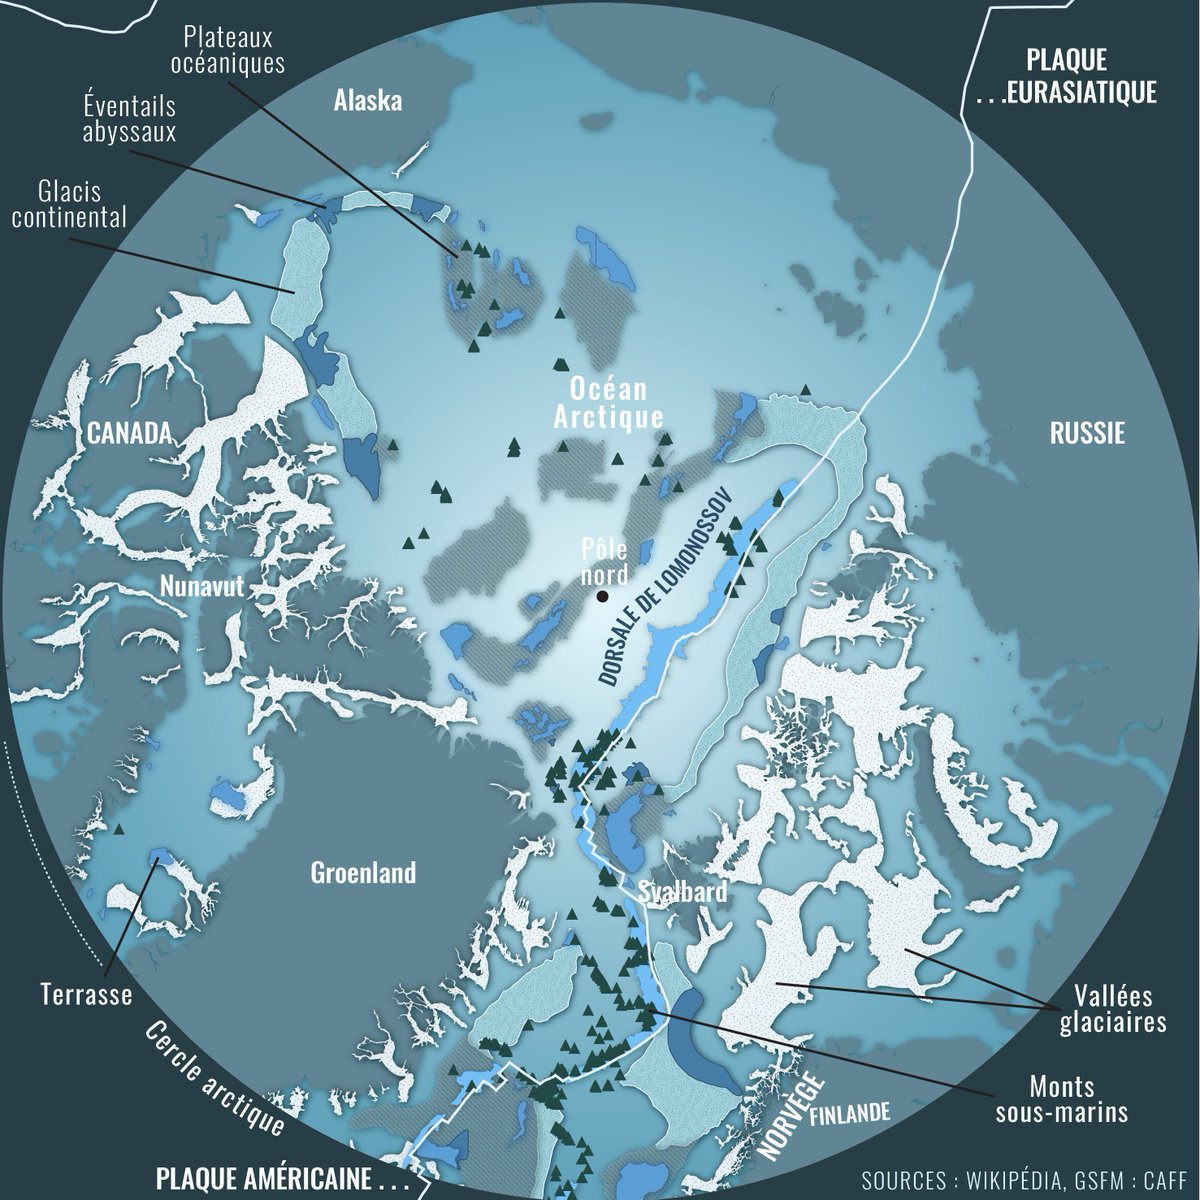 Plateaux
océaniques
Éventails
abyssaux
Glacis
continental
Alaska
PLAQUE
...EURASIATIQUE
Océan
Arctique
CANADA
RUSSIE
Nunavut
Pôle
nord
DORSALE DE LOMONOSSOV
Groenland
Svalbard
Terrasse
Vallées
glaciaires
Cercle arctique
Monts
sous-marins
NORVÈGE
FINLANDE
PLAQUE AMÉRICAINE ...
SOURCES : WIKIPÉDIA, GSFM : CAFF